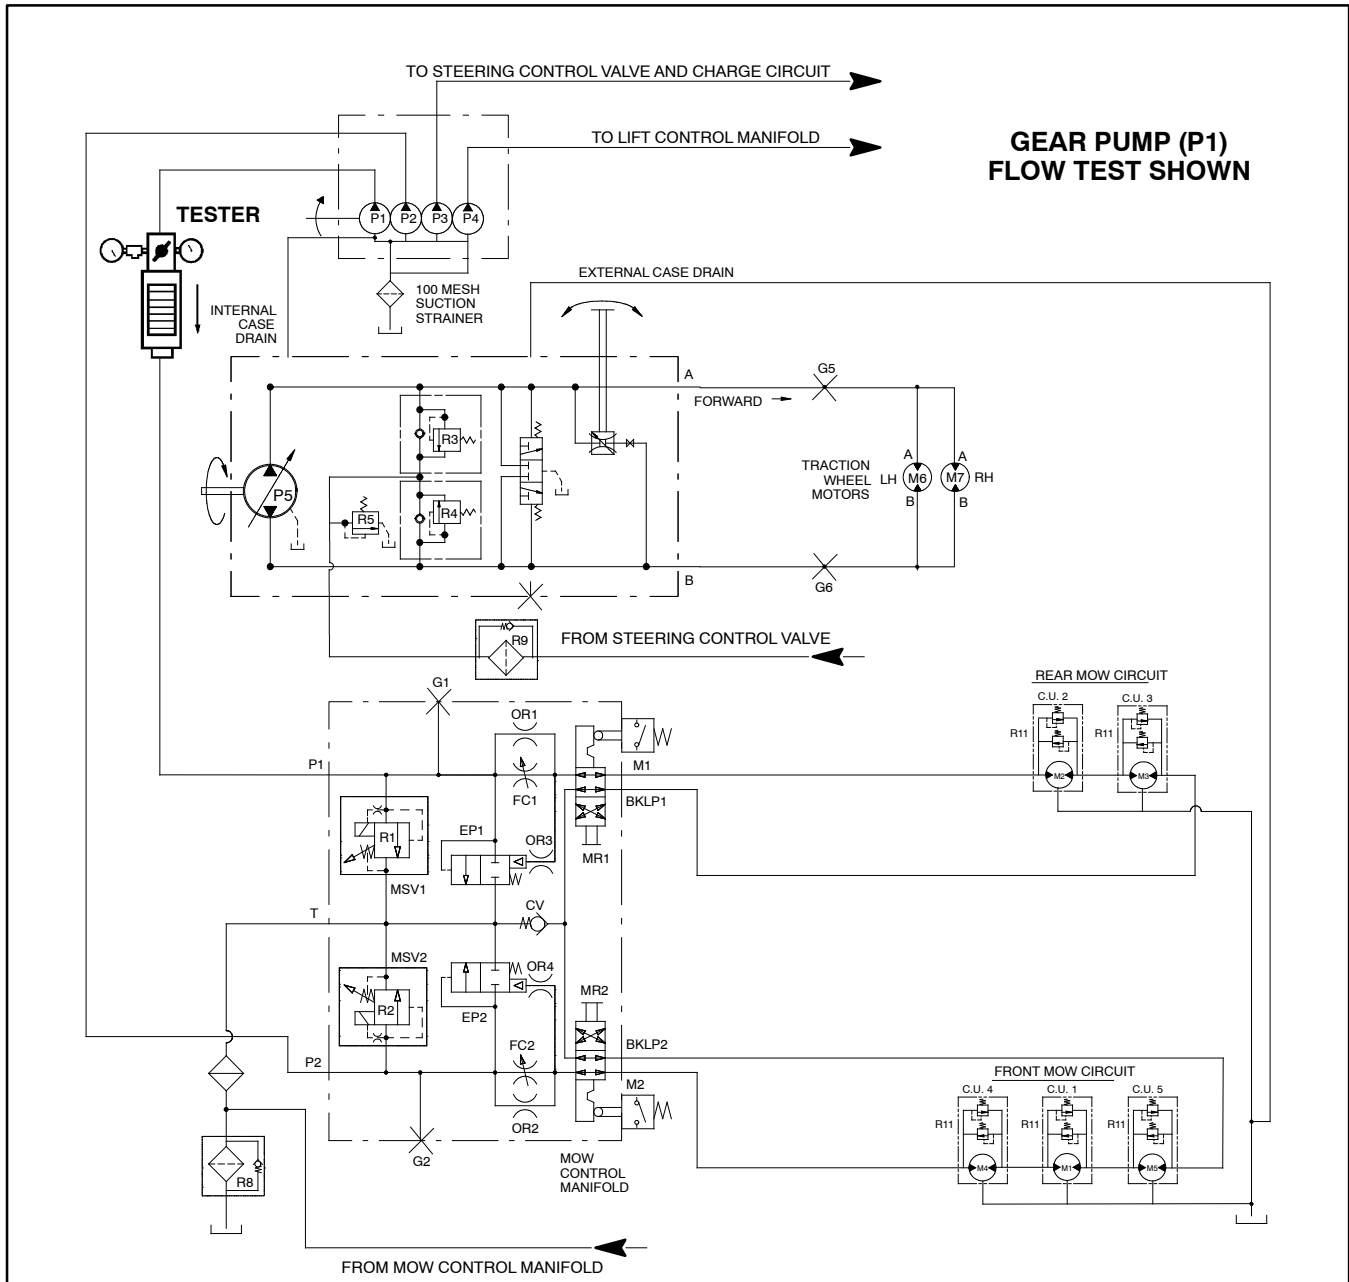 TO STEERING CONTROL VALVE AND CHARGE CIRCUIT
TO LIFT CONTROL MANIFOLD
GEAR PUMP (P1)
FLOW TEST SHOWN
TESTER
P1 P2 P3 P4
EXTERNAL CASE DRAIN
100 MESH
SUCTION
STRAINER
INTERNAL
CASE
DRAIN
A
G5
FORWARD
R3
TRACTION
WHEEL
MOTORS
LH
A
M6
B
A
M7
B
RH
P5
R5
R4
B
G6
R9
FROM STEERING CONTROL VALVE
REAR MOW CIRCUIT
C.U. 2
C.U. 3
R11
R11
M2
M3
G1
OR1
P1
M1
FC1
BKLP1
R1
EP1
OR3
MR1
MSV1
CV
T
MSV2
OR4
MR2
R2
EP2
FC2
BKLP2
P2
M2
OR2
G2
FRONT MOW CIRCUIT
C.U. 4
C.U. 1
C.U. 5
R11
R11
R11
M4
M1
M5
MOW
CONTROL
MANIFOLD
R8
FROM MOW CONTROL MANIFOLD